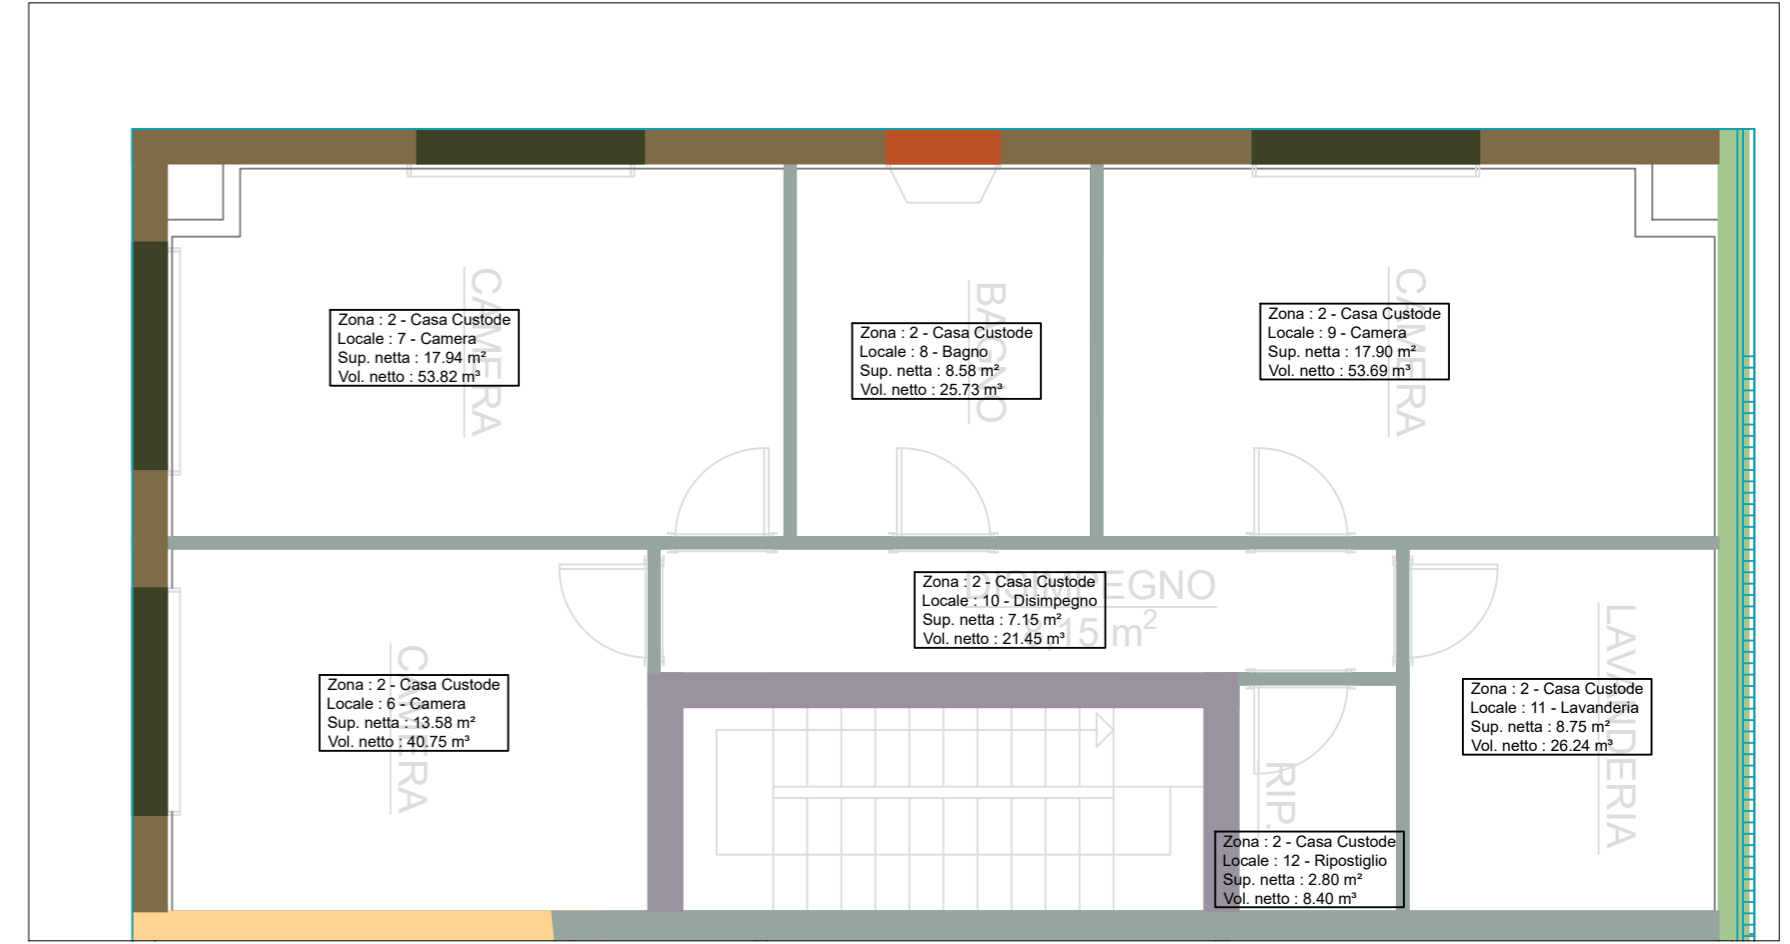 CAMERA
Zona : 2 - Casa Custode
Locale : 7 - Camera
Sup. netta : 17.94 m²
Vol. netto : 53.82 m³
BAGNO
Zona : 2 - Casa Custode
Locale : 8 - Bagno
Sup. netta : 8.58 m²
Vol. netto : 25.73 m³
CAMERA
Zona : 2 - Casa Custode
Locale : 9 - Camera
Sup. netta : 17.90 m²
Vol. netto : 53.69 m³
DISIMPEGNO
15 m²
Zona : 2 - Casa Custode
Locale : 10 - Disimpegno
Sup. netta : 7.15 m²
Vol. netto : 21.45 m³
CAMERA
Zona : 2 - Casa Custode
Locale : 6 - Camera
Sup. netta : 13.58 m²
Vol. netto : 40.75 m³
LAVANDERIA
Zona : 2 - Casa Custode
Locale : 11 - Lavanderia
Sup. netta : 8.75 m²
Vol. netto : 26.24 m³
RIP.
Zona : 2 - Casa Custode
Locale : 12 - Ripostiglio
Sup. netta : 2.80 m²
Vol. netto : 8.40 m³